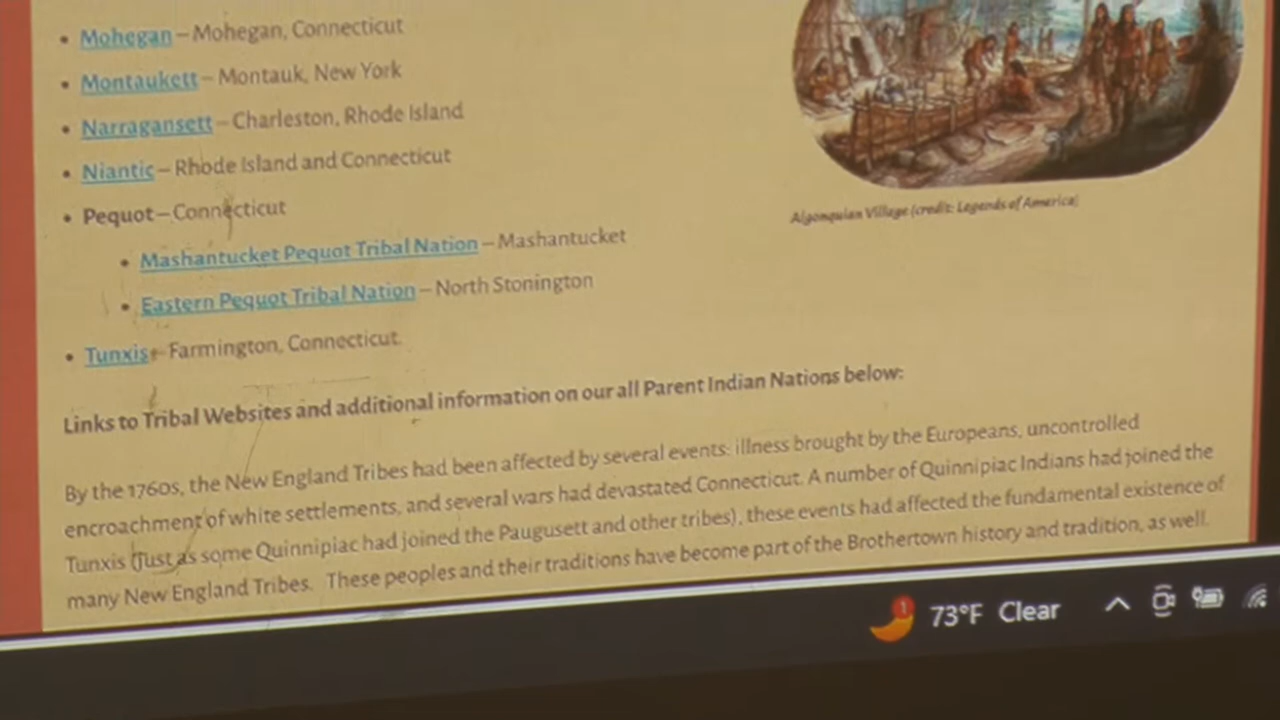 Mohegan – Mohegan, Connecticut
Montaukett – Montauk, New York
Narragansett – Charleston, Rhode Island
Niantic – Rhode Island and Connecticut
Pequot – Connecticut
Mashantucket Pequot Tribal Nation – Mashantucket
Eastern Pequot Tribal Nation – North Stonington
Tunxis – Farmington, Connecticut.
Algonquian Village (credit: Legends of America)
Links to Tribal Websites and additional information on our all Parent Indian Nations below:
By the 1760s, the New England Tribes had been affected by several events: illness brought by the Europeans, uncontrolled
encroachment of white settlements, and several wars had devastated Connecticut. A number of Quinnipiac Indians had joined the
Tunxis (Just as some Quinnipiac had joined the Paugusett and other tribes), these events had affected the fundamental existence of
many New England Tribes. These peoples and their traditions have become part of the Brothertown history and tradition, as well.
1 73°F Clear